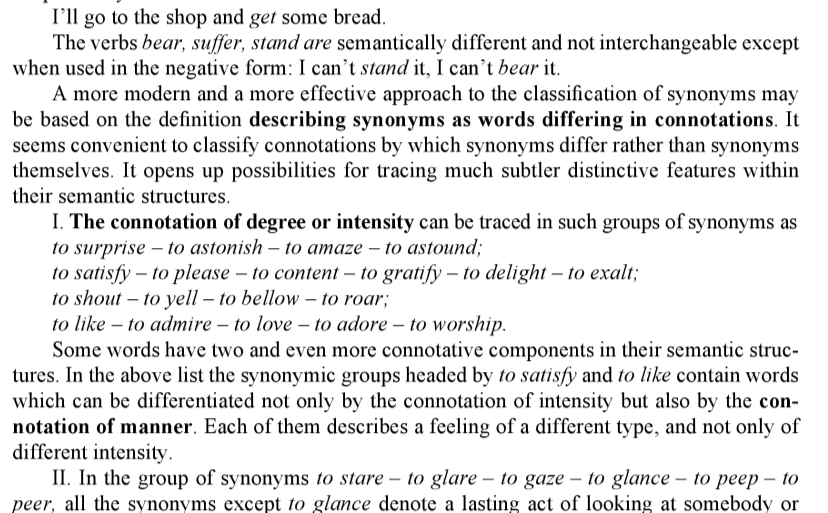 I’ll go to the shop and get some bread.
The verbs bear, suffer, stand are semantically different and not interchangeable except
when used in the negative form: I can’t stand it, I can’t bear it.
A more modern and a more effective approach to the classification of synonyms may
be based on the definition describing synonyms as words differing in connotations. It
seems convenient to classify connotations by which synonyms differ rather than synonyms
themselves. It opens up possibilities for tracing much subtler distinctive features within
their semantic structures.
I. The connotation of degree or intensity can be traced in such groups of synonyms as
to surprise – to astonish – to amaze – to astound;
to satisfy – to please – to content – to gratify – to delight – to exalt;
to shout – to yell – to bellow – to roar;
to like – to admire – to love – to adore – to worship.
Some words have two and even more connotative components in their semantic struc-
tures. In the above list the synonymic groups headed by to satisfy and to like contain words
which can be differentiated not only by the connotation of intensity but also by the con-
notation of manner. Each of them describes a feeling of a different type, and not only of
different intensity.
II. In the group of synonyms to stare – to glare – to gaze – to glance – to peep – to
peer, all the synonyms except to glance denote a lasting act of looking at somebody or